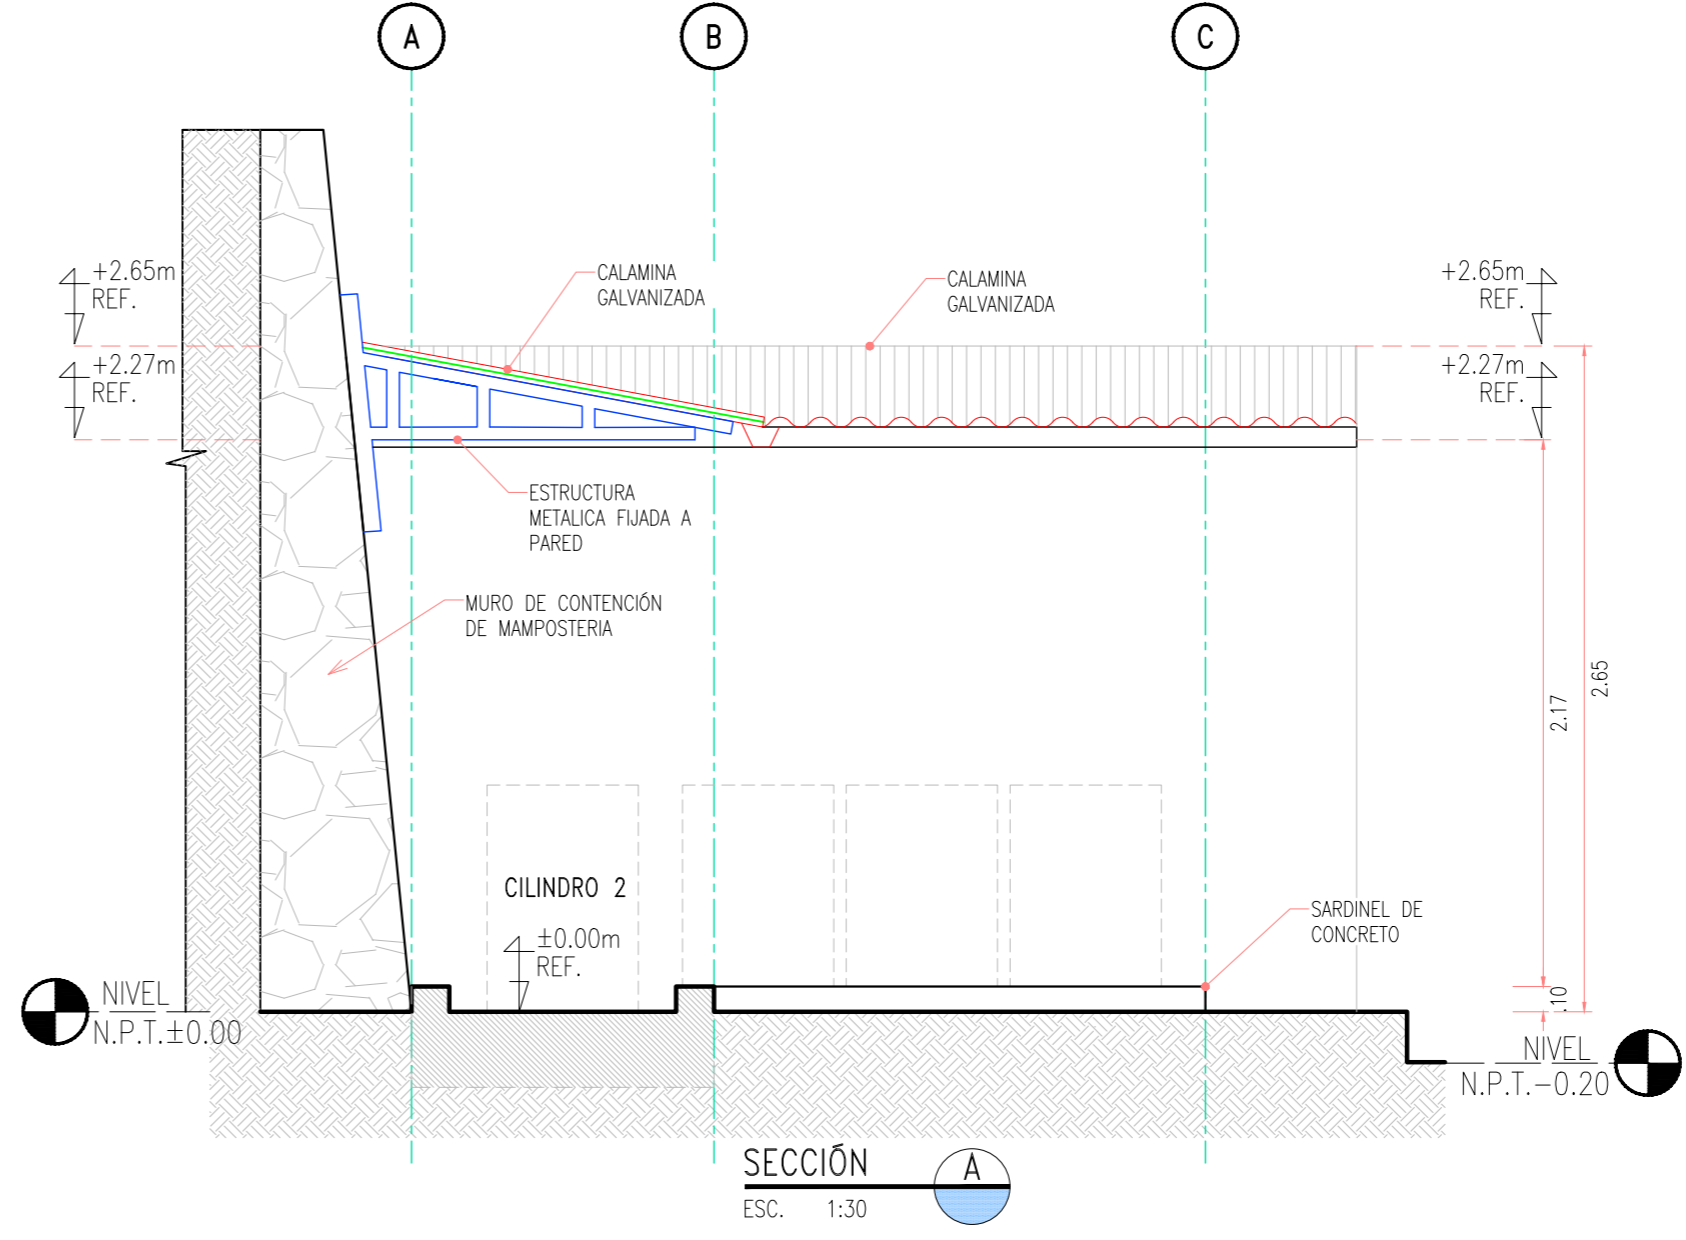 A
B
C
+2.65m
REF.
+2.27m
REF.
CALAMINA
GALVANIZADA
CALAMINA
GALVANIZADA
+2.65m
REF.
+2.27m
REF.
ESTRUCTURA
METALICA FIJADA A
PARED
MURO DE CONTENCIÓN
DE MAMPOSTERIA
2.65
2.17
.10
CILINDRO 2
±0.00m
REF.
SARDINEL DE
CONCRETO
NIVEL
N.P.T.±0.00
NIVEL
N.P.T.-0.20
SECCIÓN
A
ESC. 1:30